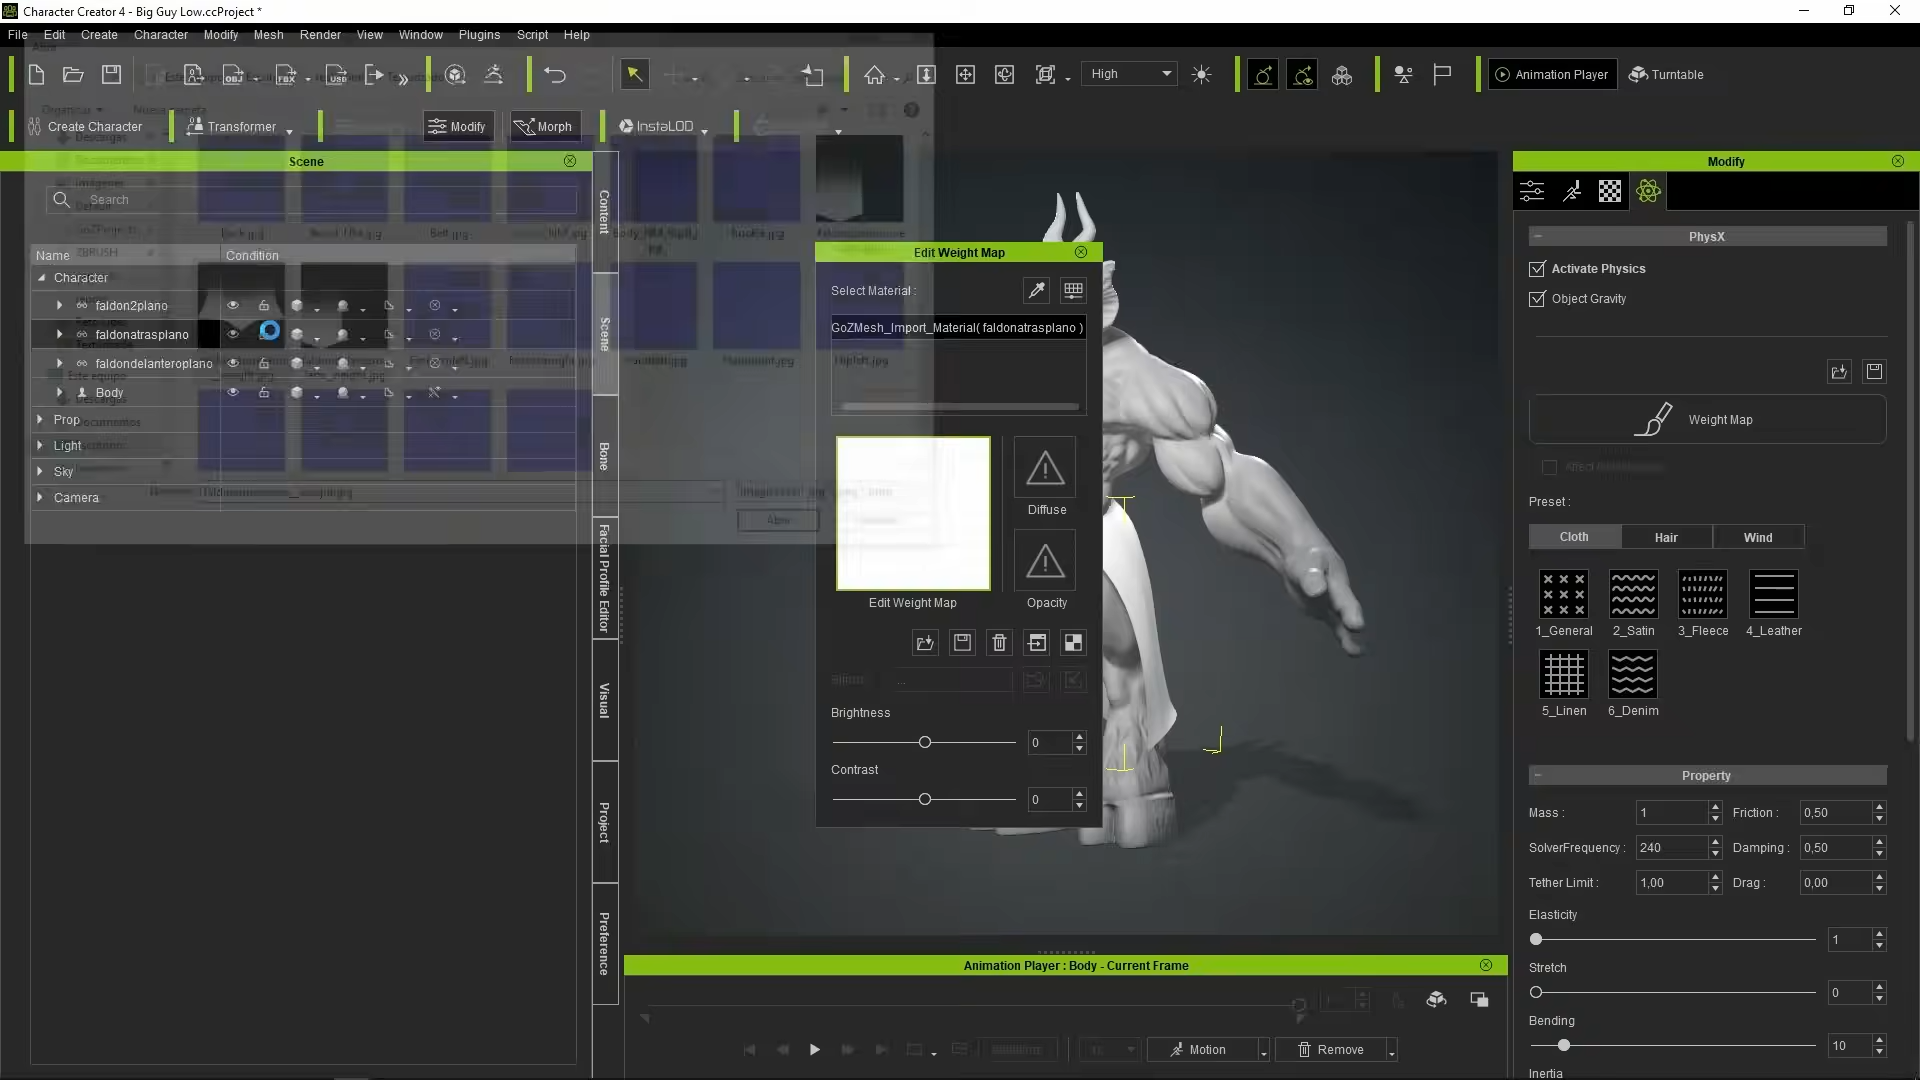 Character Creator 4 - Big Guy Low.ccProject *
File Edit Create Character Modify Mesh Render View Window Plugins Script Help
High
Animation Player
Turntable
Create Character
Transformer
Modify
Morph
InstaLOD
Scene
Search
Name Condition
Character
faldon2plano
faldonatrasplano
faldondelanteroplano
Body
Prop
Light
Sky
Camera
Content
Scene
Bone
Facial Profile Editor
Visual
Project
Preference
Edit Weight Map
Select Material :
GoZMesh_Import_Material( faldonatrasplano )
Diffuse
Edit Weight Map
Opacity
Brightness
0
Contrast
0
Animation Player : Body - Current Frame
Motion
Remove
Modify
PhysX
Activate Physics
Object Gravity
Weight Map
Preset :
Cloth Hair Wind
1_General 2_Satin 3_Fleece 4_Leather
5_Linen 6_Denim
Property
Mass : 1 Friction : 0,50
SolverFrequency : 240 Damping : 0,50
Tether Limit : 1,00 Drag : 0,00
Elasticity
1
Stretch
0
Bending
10
Inertia